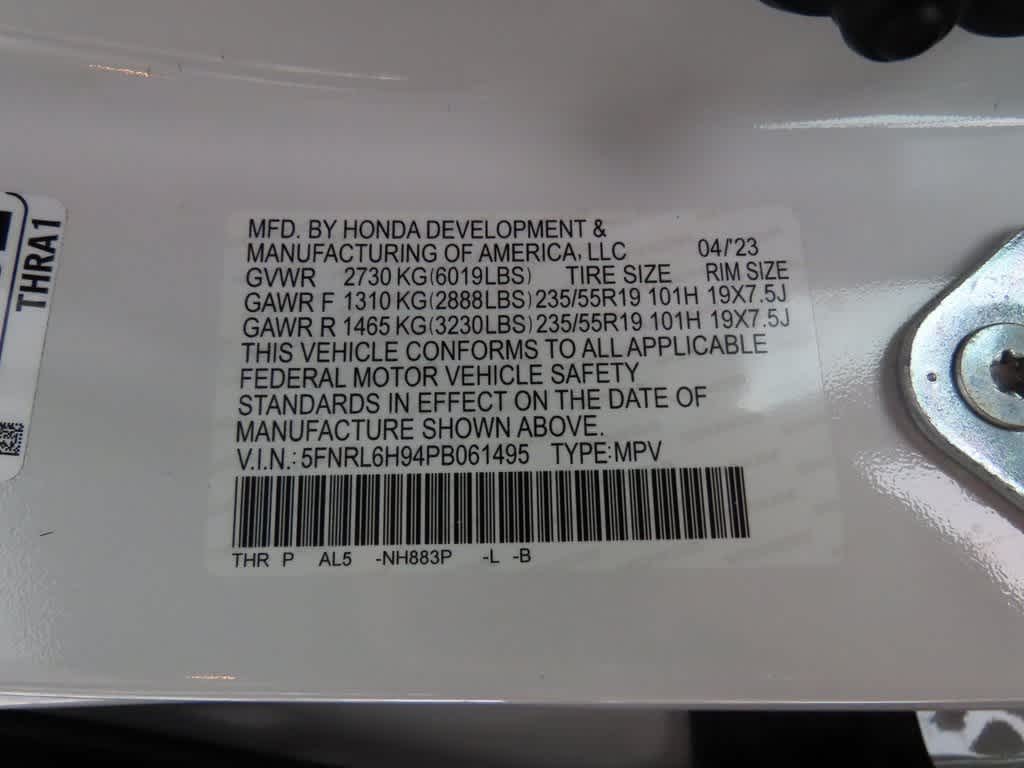 THRA1
MFD. BY HONDA DEVELOPMENT &
MANUFACTURING OF AMERICA, LLC 04/'23
GVWR 2730 KG(6019LBS) TIRE SIZE RIM SIZE
GAWR F 1310 KG(2888LBS) 235/55R19 101H 19X7.5J
GAWR R 1465 KG(3230LBS) 235/55R19 101H 19X7.5J
THIS VEHICLE CONFORMS TO ALL APPLICABLE
FEDERAL MOTOR VEHICLE SAFETY
STANDARDS IN EFFECT ON THE DATE OF
MANUFACTURE SHOWN ABOVE.
V.I.N.: 5FNRL6H94PB061495 TYPE:MPV
THR P AL5 -NH883P -L -B